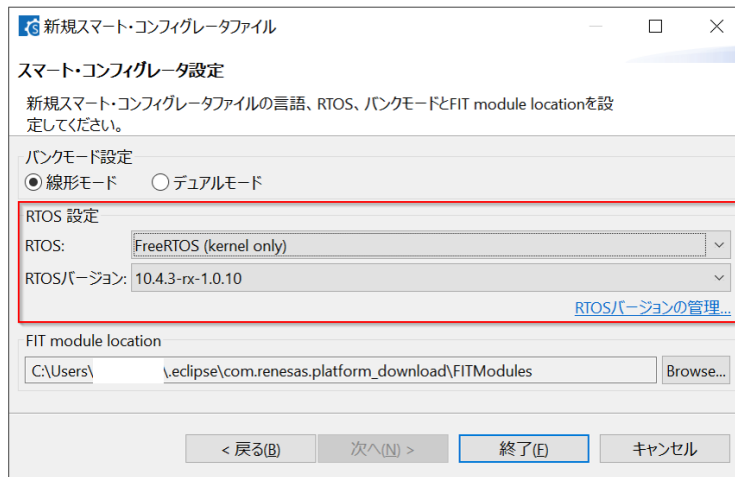 新規スマート・コンフィグレータファイル
スマート・コンフィグレータ設定
新規スマート・コンフィグレータファイルの言語、RTOS、バンクモードとFIT module locationを設
定してください。
バンクモード設定
線形モード デュアルモード
RTOS 設定
RTOS: FreeRTOS (kernel only)
RTOSバージョン: 10.4.3-rx-1.0.10
RTOSバージョンの管理...
FIT module location
C:\Users\ \.eclipse\com.renesas.platform_download\FITModules Browse...
< 戻る(B) 次へ(N) > 終了(F) キャンセル